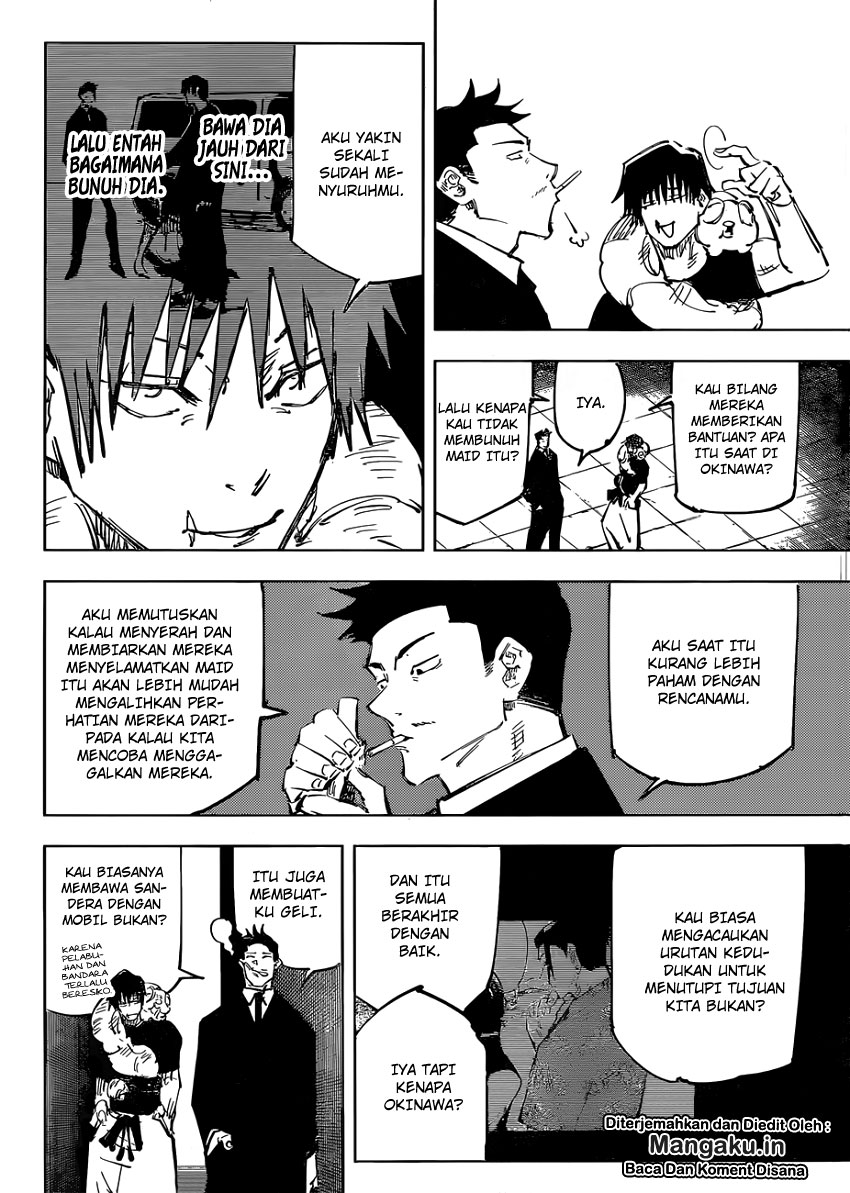 KAU BILANG
MEREKA
MEMBERIKAN
BANTUAN? APA
ITU SAAT DI
OKINAWA?
IYA.
LALU KENAPA
KAU TIDAK
MEMBUNUH
MAID ITU?
AKU YAKIN
SEKALI
SUDAH ME-
NYURUHMU.
BAWA DIA
JAUH DARI
SINI...
LALU ENTAH
BAGAIMANA
BUNUH DIA.
AKU SAAT ITU
KURANG LEBIH
PAHAM DENGAN
RENCANAMU.
AKU MEMUTUSKAN
KALAU MENYERAH DAN
MEMBIARKAN MEREKA
MENYELAMATKAN MAID
ITU AKAN LEBIH MUDAH
MENGALIHKAN PER-
HATIAN MEREKA DARI-
PADA KALAU KITA
MENCOBA MENGGA-
GALKAN MEREKA.
KAU BIASA
MENGACAUKAN
URUTAN KEDU-
DUKAN UNTUK
MENUTUPI TUJUAN
KITA BUKAN?
DAN ITU
SEMUA
BERAKHIR
DENGAN
BAIK.
IYA TAPI
KENAPA
OKINAWA?
ITU JUGA
MEMBUAT-
KU GELI.
KAU BIASANYA
MEMBAWA SAN-
DERA DENGAN
MOBIL BUKAN?
KARENA
PELABU-
HAN DAN
BANDARA
TERLALU
BERESIKO.
Diterjemahkan dan Diedit Oleh :
Mangaku.in
Baca Dan Koment Disana